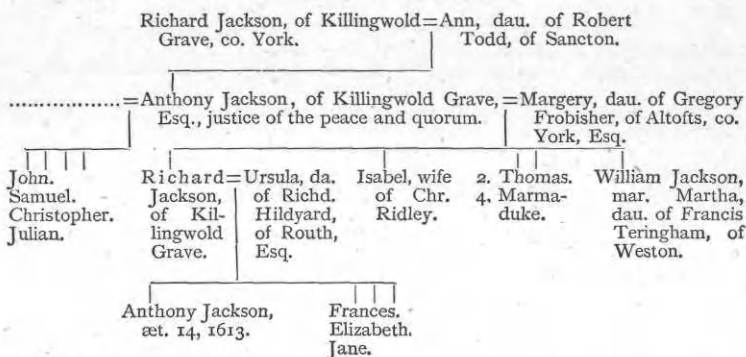 Richard Jackson, of Killingwold=Ann, dau. of Robert
Grave, co. York. Todd, of Sancton.
..................=Anthony Jackson, of Killingwold Grave,=Margery, dau. of Gregory
Esq., justice of the peace and quorum. Frobisher, of Altofts, co.
York, Esq.
John.
Samuel.
Christopher.
Julian.
Richard=Ursula, da.
Jackson, of Richd.
of Kil- Hildyard,
lingwold of Routh,
Grave. Esq.
Isabel, wife
of Chr.
Ridley.
2. Thomas.
4. Marma-
duke.
William Jackson,
mar. Martha,
dau. of Francis
Teringham, of
Weston.
Anthony Jackson,
æt. 14, 1613.
Frances.
Elizabeth.
Jane.